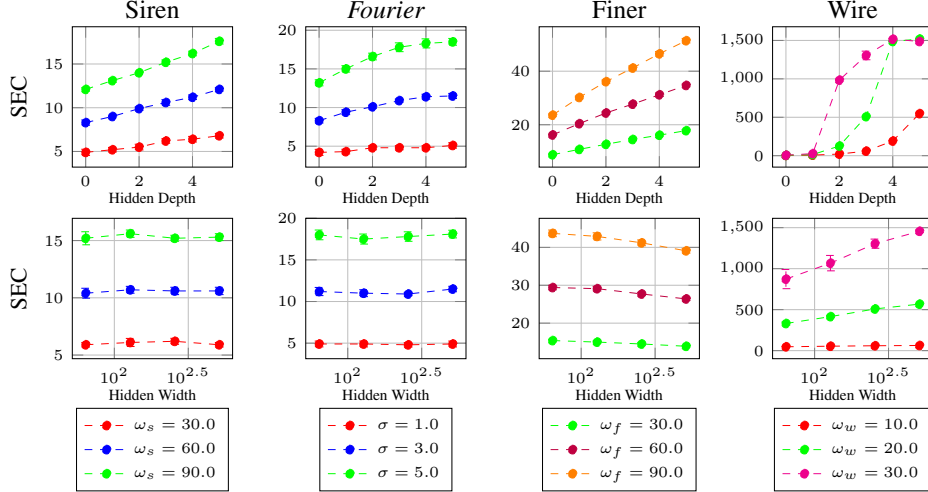 Siren
Fourier
Finer
Wire
SEC
15
10
5
0 2 4
Hidden Depth
20
15
10
5
0 2 4
Hidden Depth
40
20
0 2 4
Hidden Depth
1,500
1,000
500
0
0 2 4
Hidden Depth
SEC
15
10
5
10^2 10^2.5
Hidden Width
20
15
10
5
10^2 10^2.5
Hidden Width
40
30
20
10^2 10^2.5
Hidden Width
1,500
1,000
500
0
10^2 10^2.5
Hidden Width
ω_s = 30.0
ω_s = 60.0
ω_s = 90.0
σ = 1.0
σ = 3.0
σ = 5.0
ω_f = 30.0
ω_f = 60.0
ω_f = 90.0
ω_w = 10.0
ω_w = 20.0
ω_w = 30.0